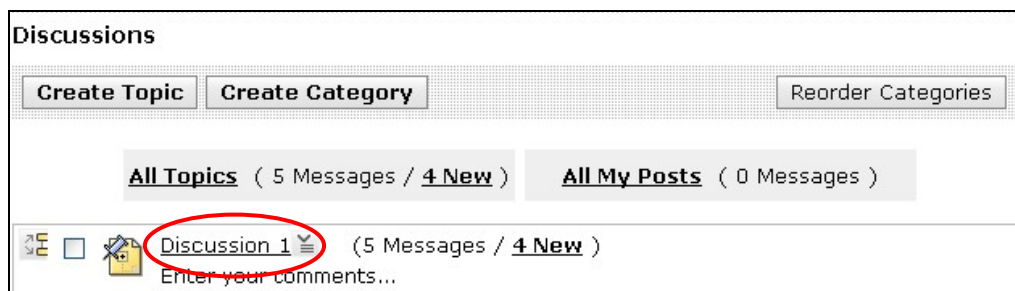 Discussions
Create Topic Create Category Reorder Categories
All Topics ( 5 Messages / 4 New ) All My Posts ( 0 Messages )
Discussion 1 (5 Messages / 4 New )
Enter your comments...